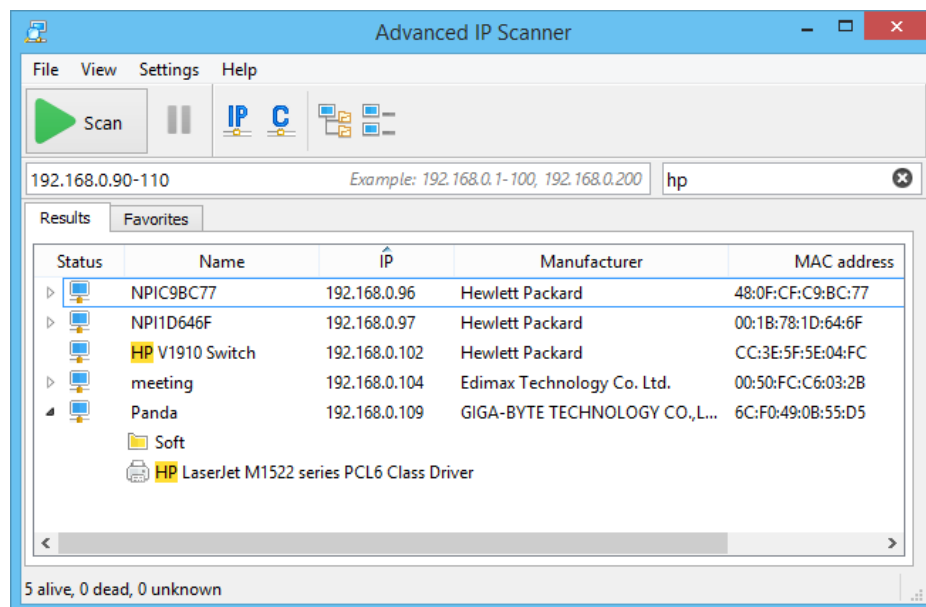 Advanced IP Scanner
File View Settings Help
Scan IP C
192.168.0.90-110 Example: 192.168.0.1-100, 192.168.0.200 hp
Results Favorites
Status Name IP Manufacturer MAC address
NPIC9BC77 192.168.0.96 Hewlett Packard 48:0F:CF:C9:BC:77
NPI1D646F 192.168.0.97 Hewlett Packard 00:1B:78:1D:64:6F
HP V1910 Switch 192.168.0.102 Hewlett Packard CC:3E:5F:5E:04:FC
meeting 192.168.0.104 Edimax Technology Co. Ltd. 00:50:FC:C6:03:2B
Panda 192.168.0.109 GIGA-BYTE TECHNOLOGY CO.,L... 6C:F0:49:0B:55:D5
Soft
HP LaserJet M1522 series PCL6 Class Driver
5 alive, 0 dead, 0 unknown